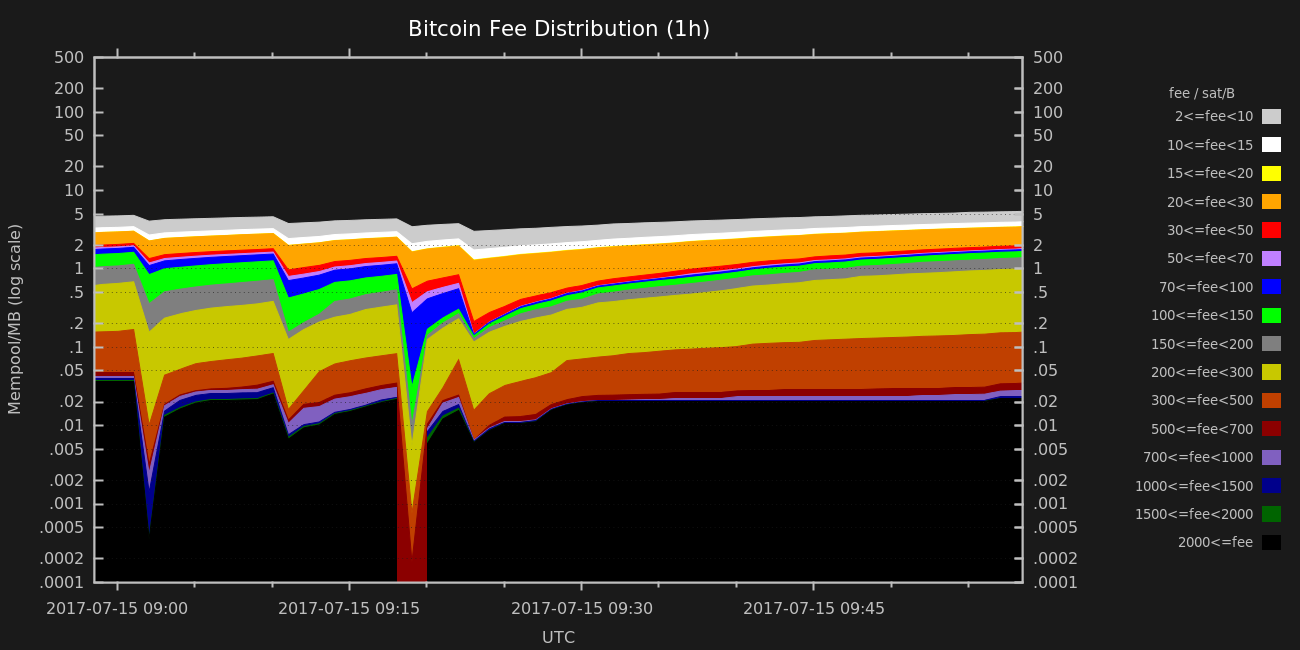 Bitcoin Fee Distribution (1h)
Mempool/MB (log scale)
500
200
100
50
20
10
5
2
1
.5
.2
.1
.05
.02
.01
.005
.002
.001
.0005
.0002
.0001
500
200
100
50
20
10
5
2
1
.5
.2
.1
.05
.02
.01
.005
.002
.001
.0005
.0002
.0001
2017-07-15 09:00
2017-07-15 09:15
2017-07-15 09:30
2017-07-15 09:45
UTC
fee / sat/B
2<=fee<10
10<=fee<15
15<=fee<20
20<=fee<30
30<=fee<50
50<=fee<70
70<=fee<100
100<=fee<150
150<=fee<200
200<=fee<300
300<=fee<500
500<=fee<700
700<=fee<1000
1000<=fee<1500
1500<=fee<2000
2000<=fee